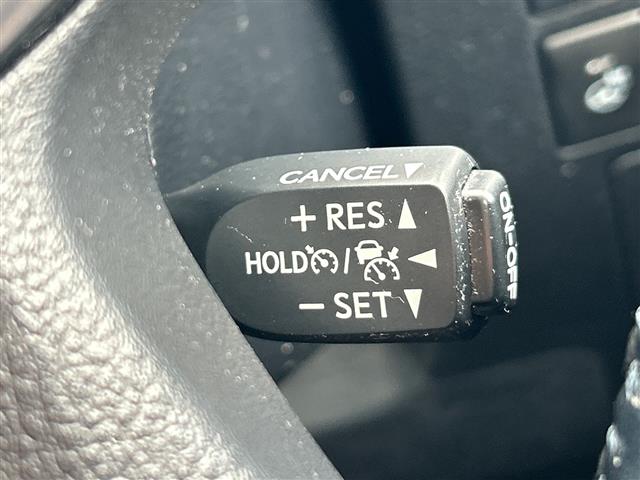 CANCEL▼
+ RES ▲
HOLD / ◀
− SET ▼
ON-OFF